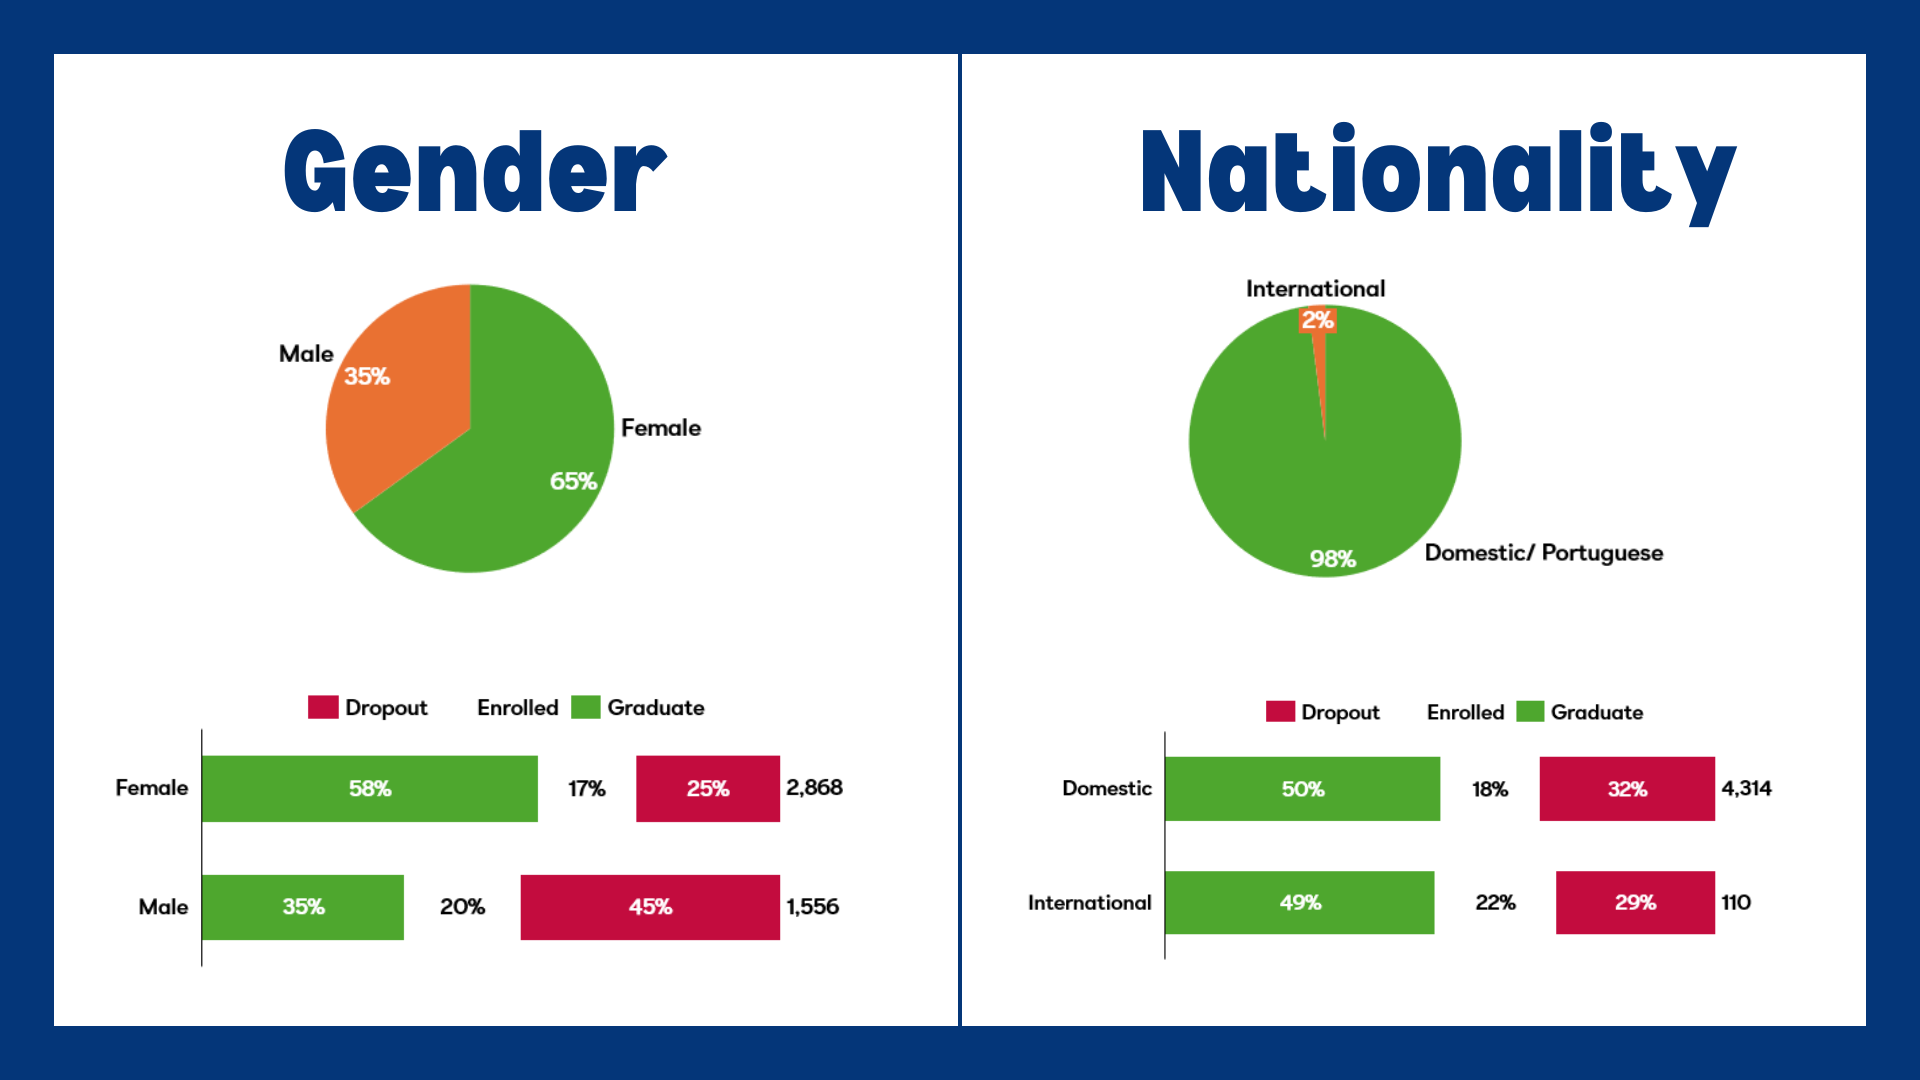 Gender
Male
35%
Female
65%
Dropout Enrolled Graduate
Female 58% 17% 25% 2,868
Male 35% 20% 45% 1,556
Nationality
International
2%
98%
Domestic/ Portuguese
Dropout Enrolled Graduate
Domestic 50% 18% 32% 4,314
International 49% 22% 29% 110